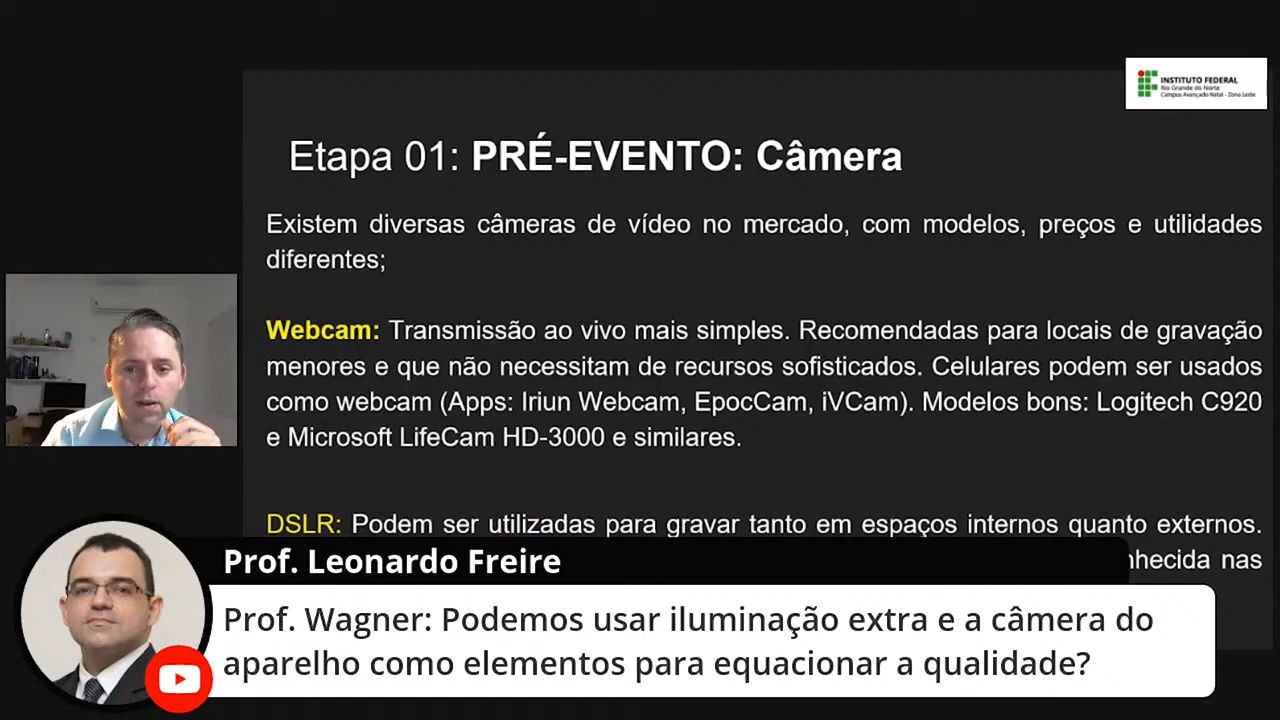 INSTITUTO FEDERAL
Rio Grande do Norte
Campus Avançado Natal - Zona Leste
Etapa 01: PRÉ-EVENTO: Câmera
Existem diversas câmeras de vídeo no mercado, com modelos, preços e utilidades
diferentes;
Webcam: Transmissão ao vivo mais simples. Recomendadas para locais de gravação
menores e que não necessitam de recursos sofisticados. Celulares podem ser usados
como webcam (Apps: Iriun Webcam, EpocCam, iVCam). Modelos bons: Logitech C920
e Microsoft LifeCam HD-3000 e similares.
DSLR: Podem ser utilizadas para gravar tanto em espaços internos quanto externos.
nhecida nas
Prof. Leonardo Freire
Prof. Wagner: Podemos usar iluminação extra e a câmera do
aparelho como elementos para equacionar a qualidade?